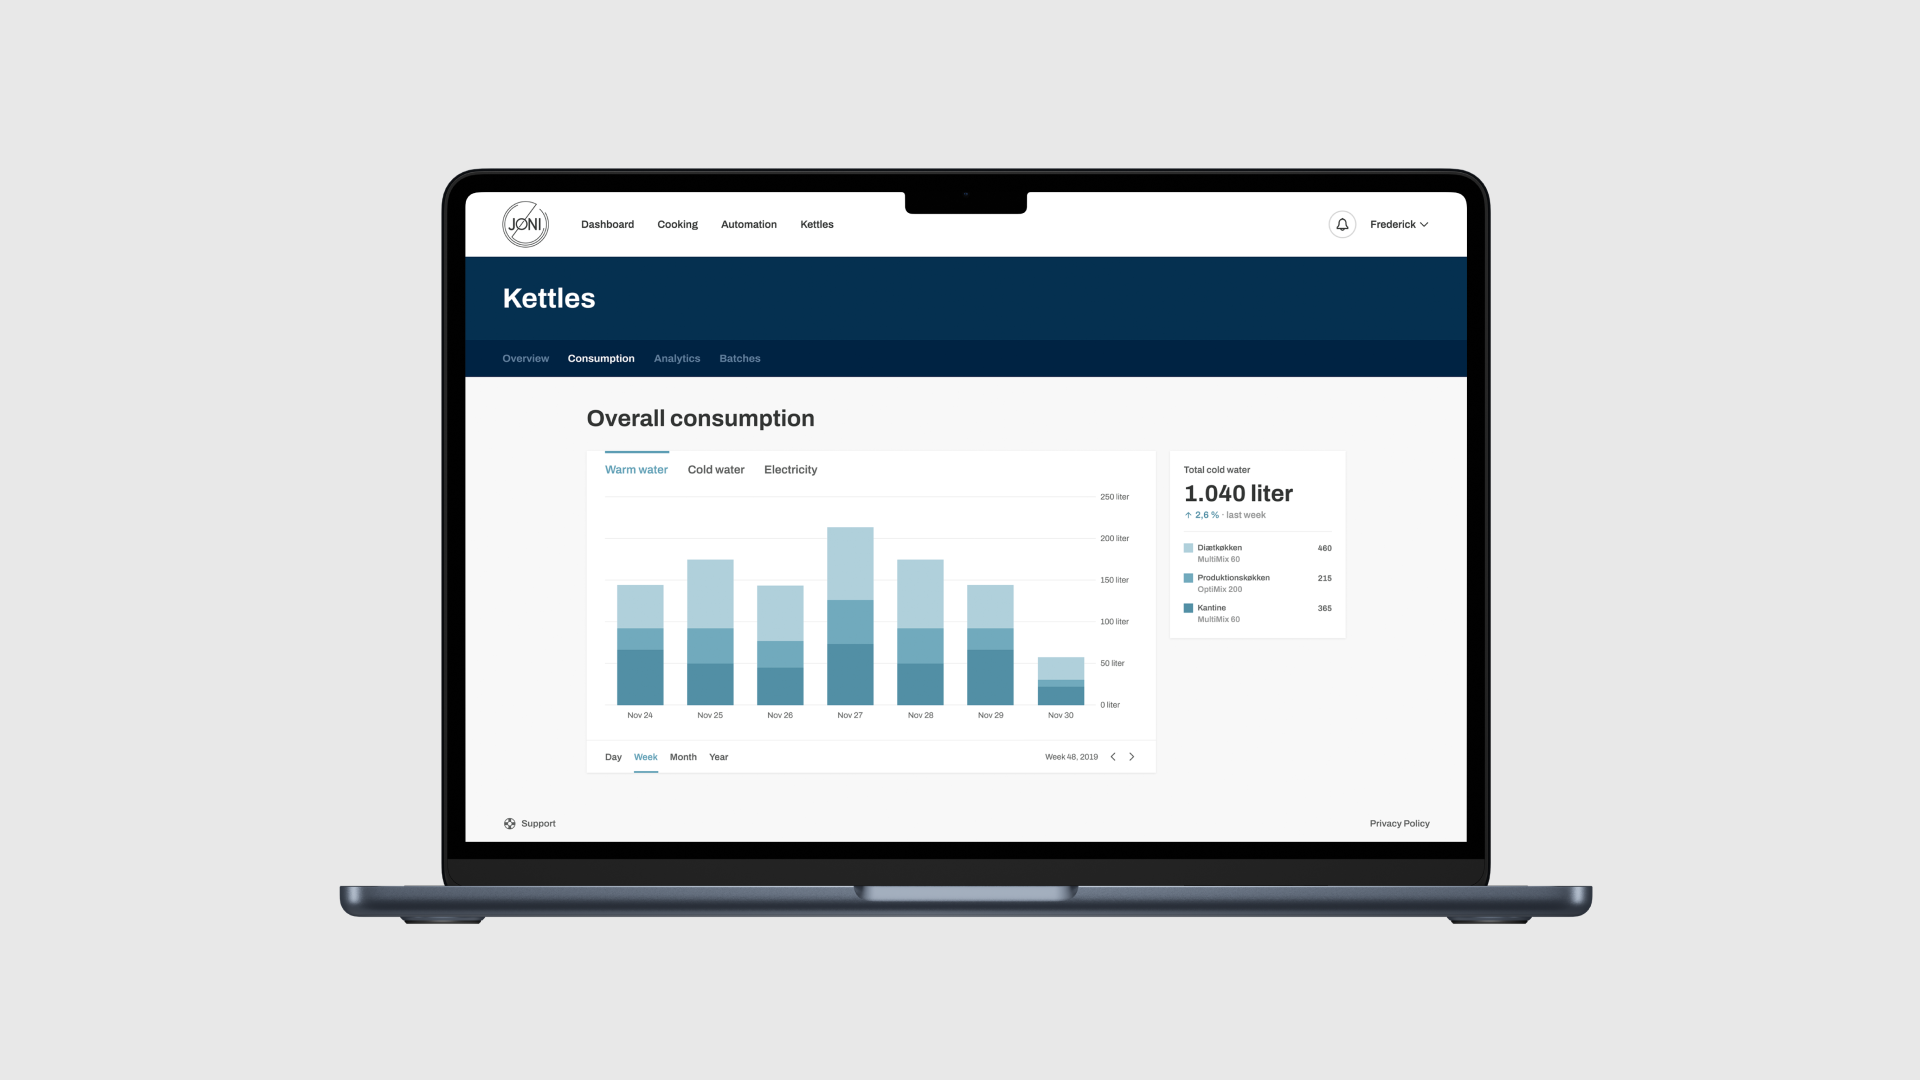 JØNI
Dashboard Cooking Automation Kettles
Frederick
Kettles
Overview Consumption Analytics Batches
Overall consumption
Warm water Cold water Electricity
250 liter
200 liter
150 liter
100 liter
50 liter
0 liter
Nov 24 Nov 25 Nov 26 Nov 27 Nov 28 Nov 29 Nov 30
Day Week Month Year
Week 48, 2019
Total cold water
1.040 liter
↑ 2,6 % · last week
Diætkøkken 460
MultiMix 60
Produktionskøkken 215
OptiMix 200
Kantine 365
MultiMix 60
Support
Privacy Policy